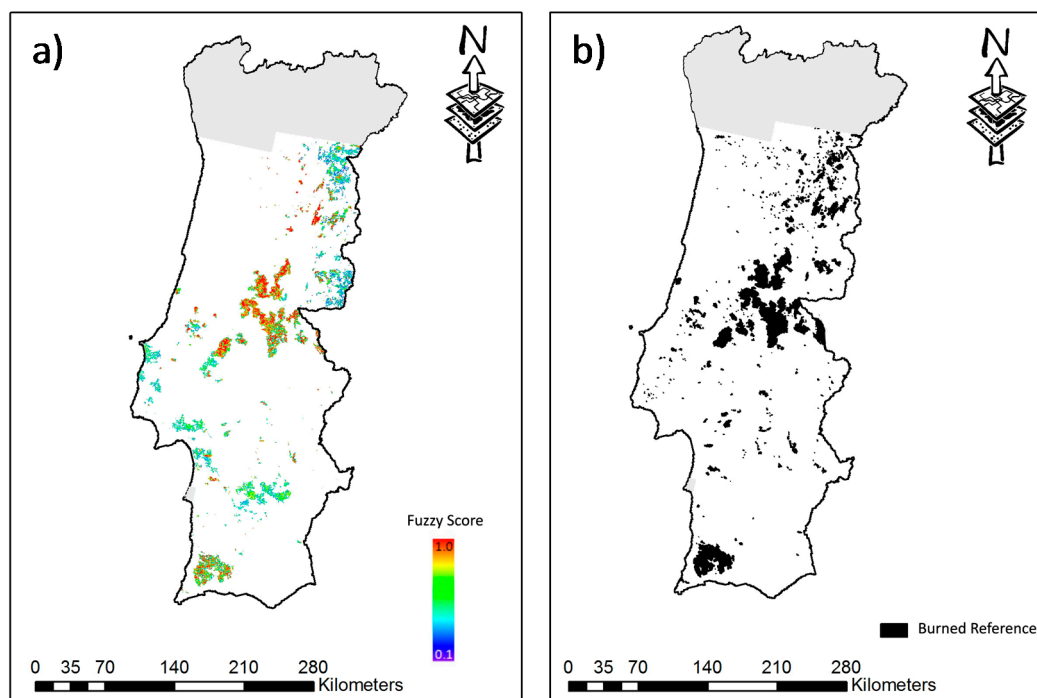 a)
N
Fuzzy Score
1.0
0.1
0 35 70 140 210 280
Kilometers
b)
N
Burned Reference
0 35 70 140 210 280
Kilometers